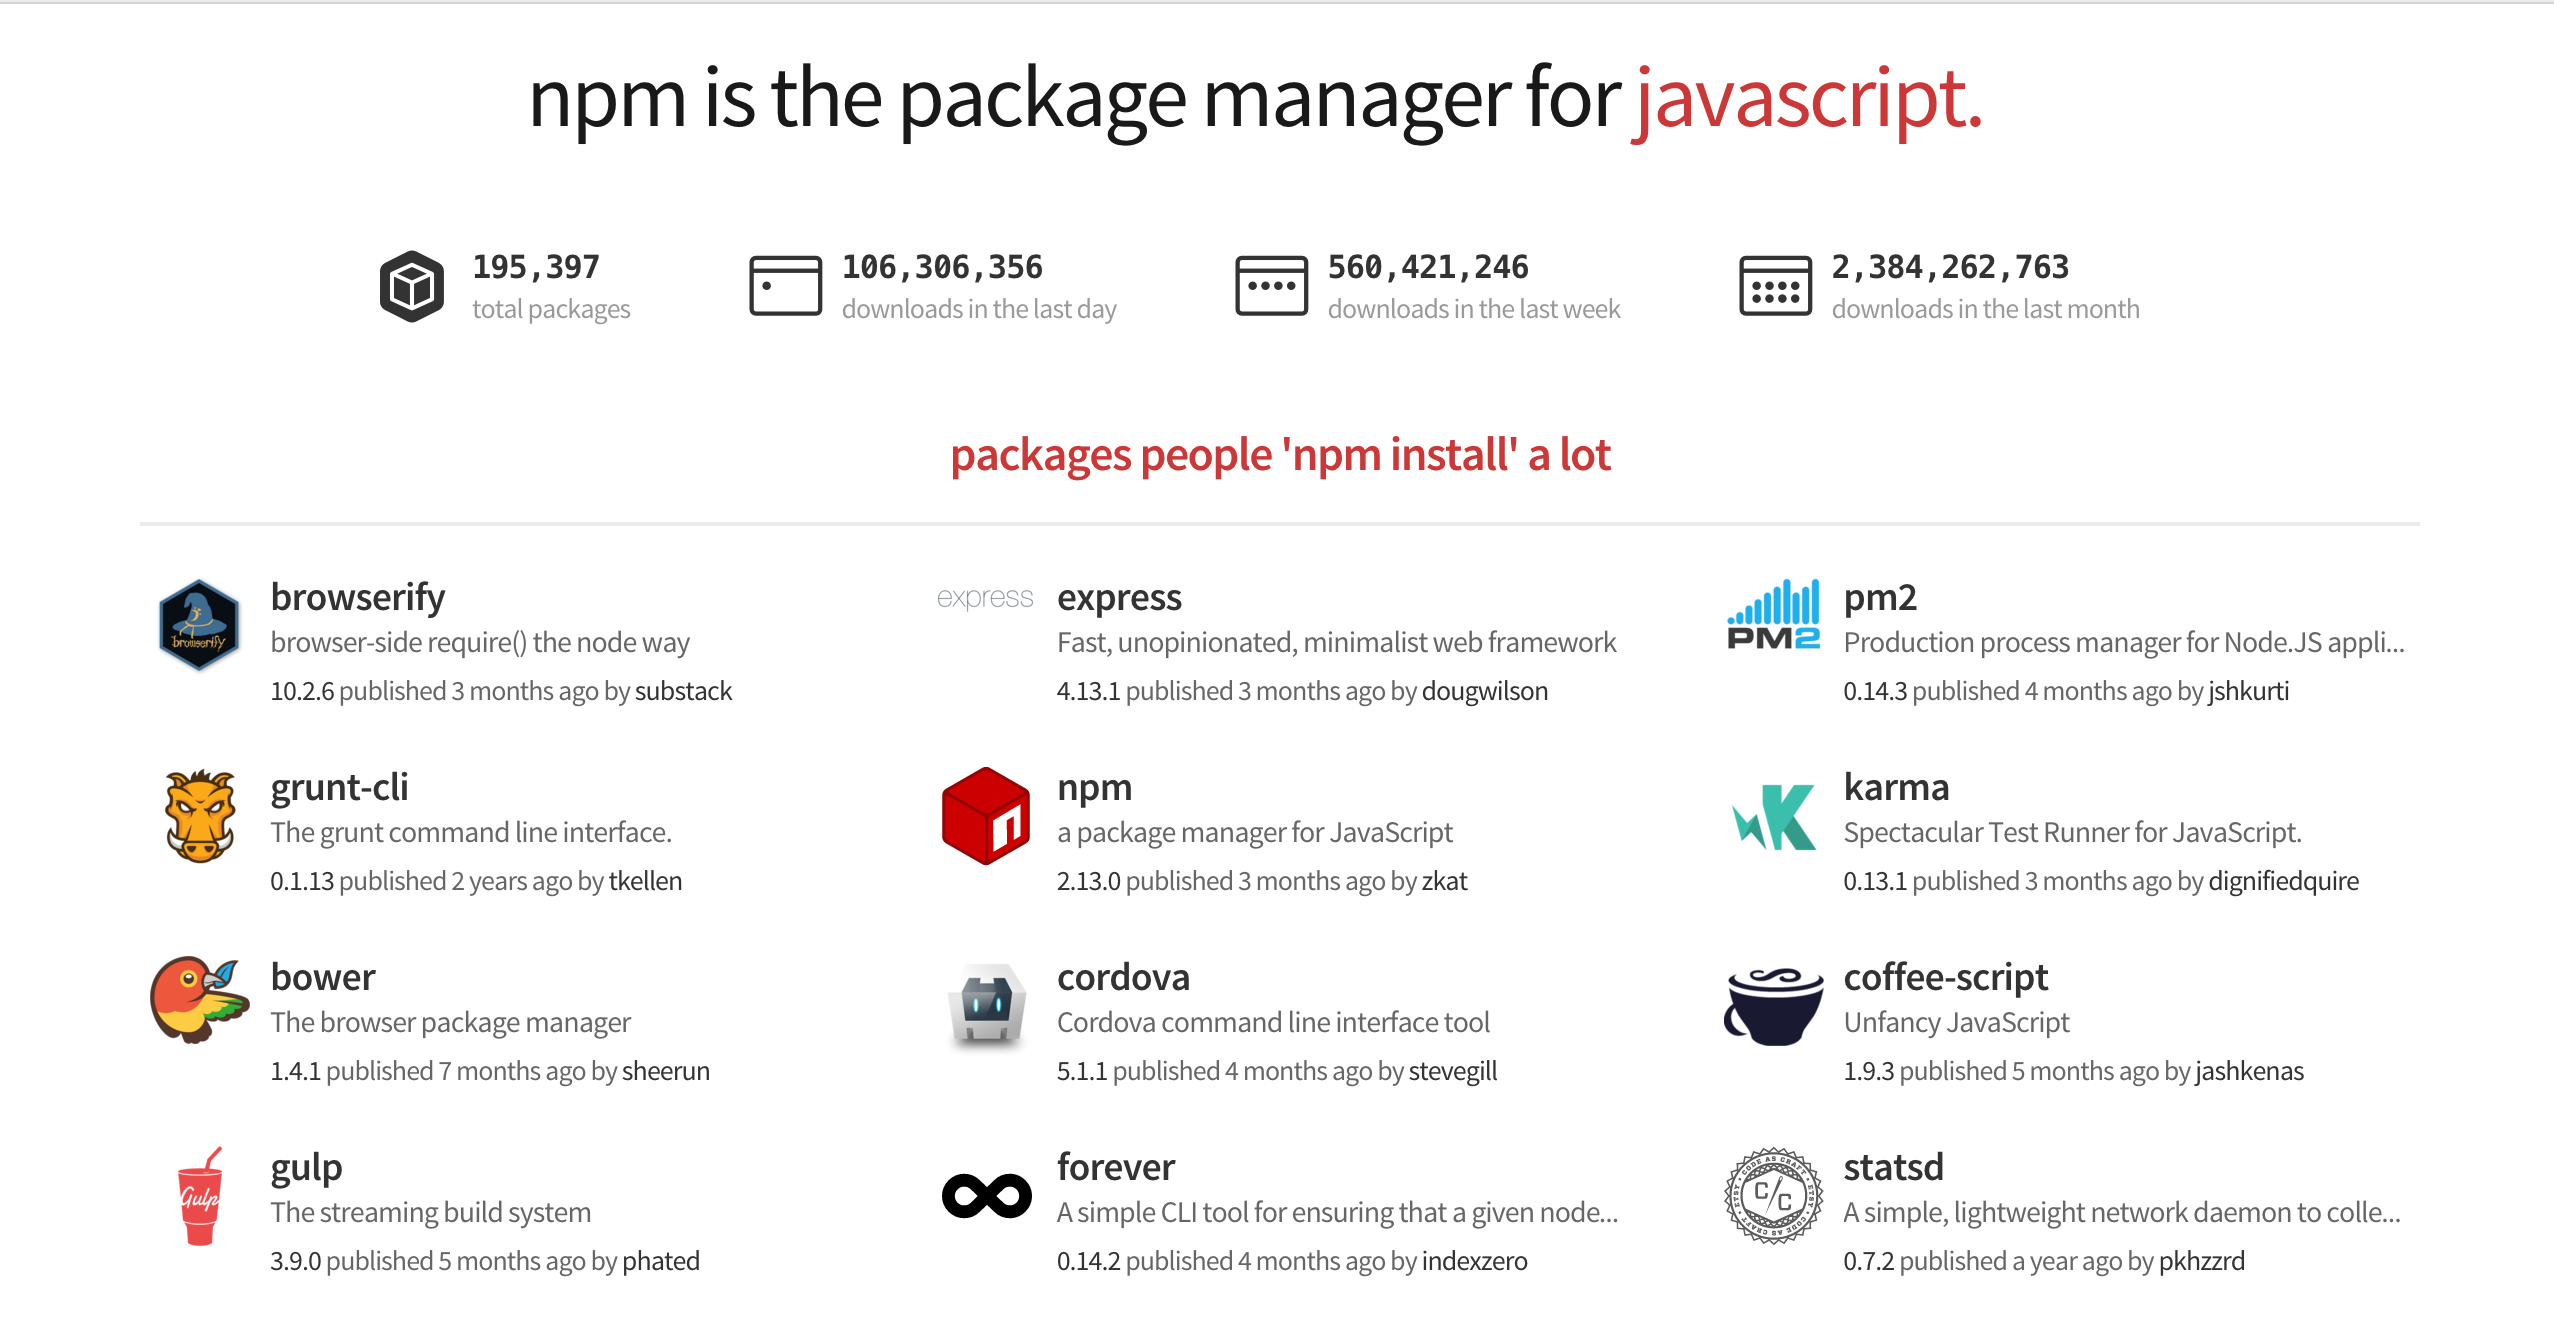 npm is the package manager for javascript.
195,397
total packages
106,306,356
downloads in the last day
560,421,246
downloads in the last week
2,384,262,763
downloads in the last month
packages people 'npm install' a lot
browserify
browserify
browser-side require() the node way
10.2.6 published 3 months ago by substack
express
express
Fast, unopinionated, minimalist web framework
4.13.1 published 3 months ago by dougwilson
PM2
pm2
Production process manager for Node.JS appli...
0.14.3 published 4 months ago by jshkurti
grunt-cli
The grunt command line interface.
0.1.13 published 2 years ago by tkellen
n
npm
a package manager for JavaScript
2.13.0 published 3 months ago by zkat
K
karma
Spectacular Test Runner for JavaScript.
0.13.1 published 3 months ago by dignifiedquire
bower
The browser package manager
1.4.1 published 7 months ago by sheerun
cordova
Cordova command line interface tool
5.1.1 published 4 months ago by stevegill
coffee-script
Unfancy JavaScript
1.9.3 published 5 months ago by jashkenas
Gulp
gulp
The streaming build system
3.9.0 published 5 months ago by phated
forever
A simple CLI tool for ensuring that a given node...
0.14.2 published 4 months ago by indexzero
CODE AS CRAFT • ETSY • CODE AS CRAFT • ETSY
C/C
statsd
A simple, lightweight network daemon to colle...
0.7.2 published a year ago by pkhzzrd